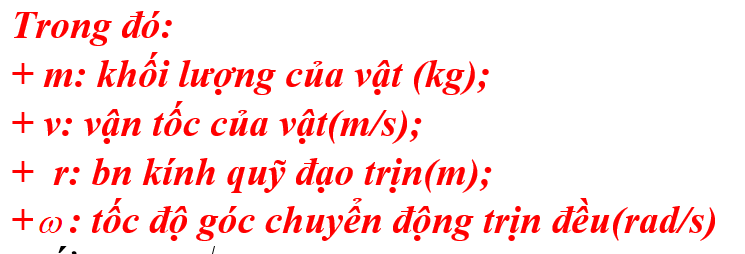 Trong đó:
+ m: khối lượng của vật (kg);
+ v: vận tốc của vật(m/s);
+ r: bn kính quỹ đạo trịn(m);
+ ω : tốc độ góc chuyển động trịn đều(rad/s)